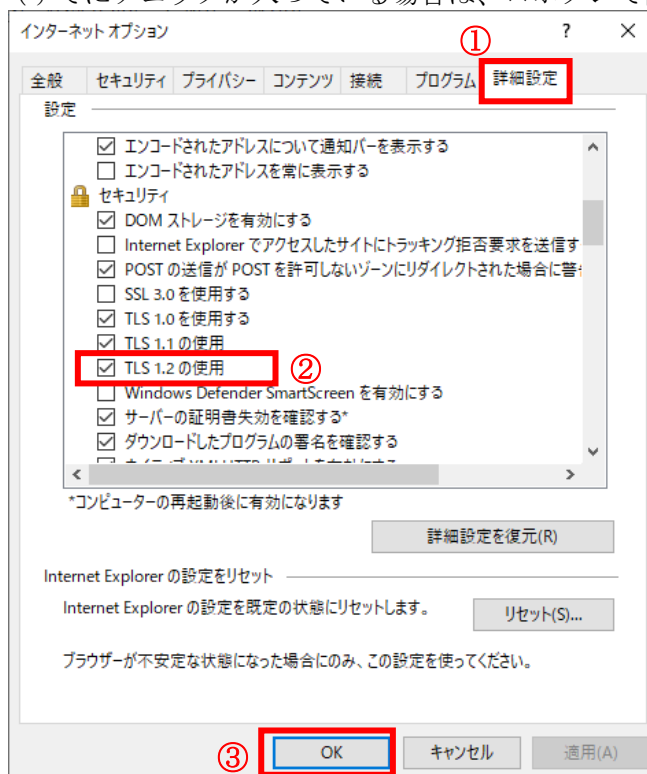 インターネット オプション
①
?
×
全般 セキュリティ プライバシー コンテンツ 接続 プログラム 詳細設定
設定
エンコードされたアドレスについて通知バーを表示する
エンコードされたアドレスを常に表示する
セキュリティ
DOM ストレージを有効にする
Internet Explorer でアクセスしたサイトにトラッキング拒否要求を送信す
POST の送信が POST を許可しないゾーンにリダイレクトされた場合に警
SSL 3.0 を使用する
TLS 1.0 を使用する
TLS 1.1 の使用
TLS 1.2 の使用 ②
Windows Defender SmartScreen を有効にする
サーバーの証明書失効を確認する*
ダウンロードしたプログラムの署名を確認する
*コンピューターの再起動後に有効になります
詳細設定を復元(R)
Internet Explorer の設定をリセット
Internet Explorer の設定を既定の状態にリセットします。
リセット(S)...
ブラウザーが不安定な状態になった場合にのみ、この設定を使ってください。
③ OK キャンセル 適用(A)